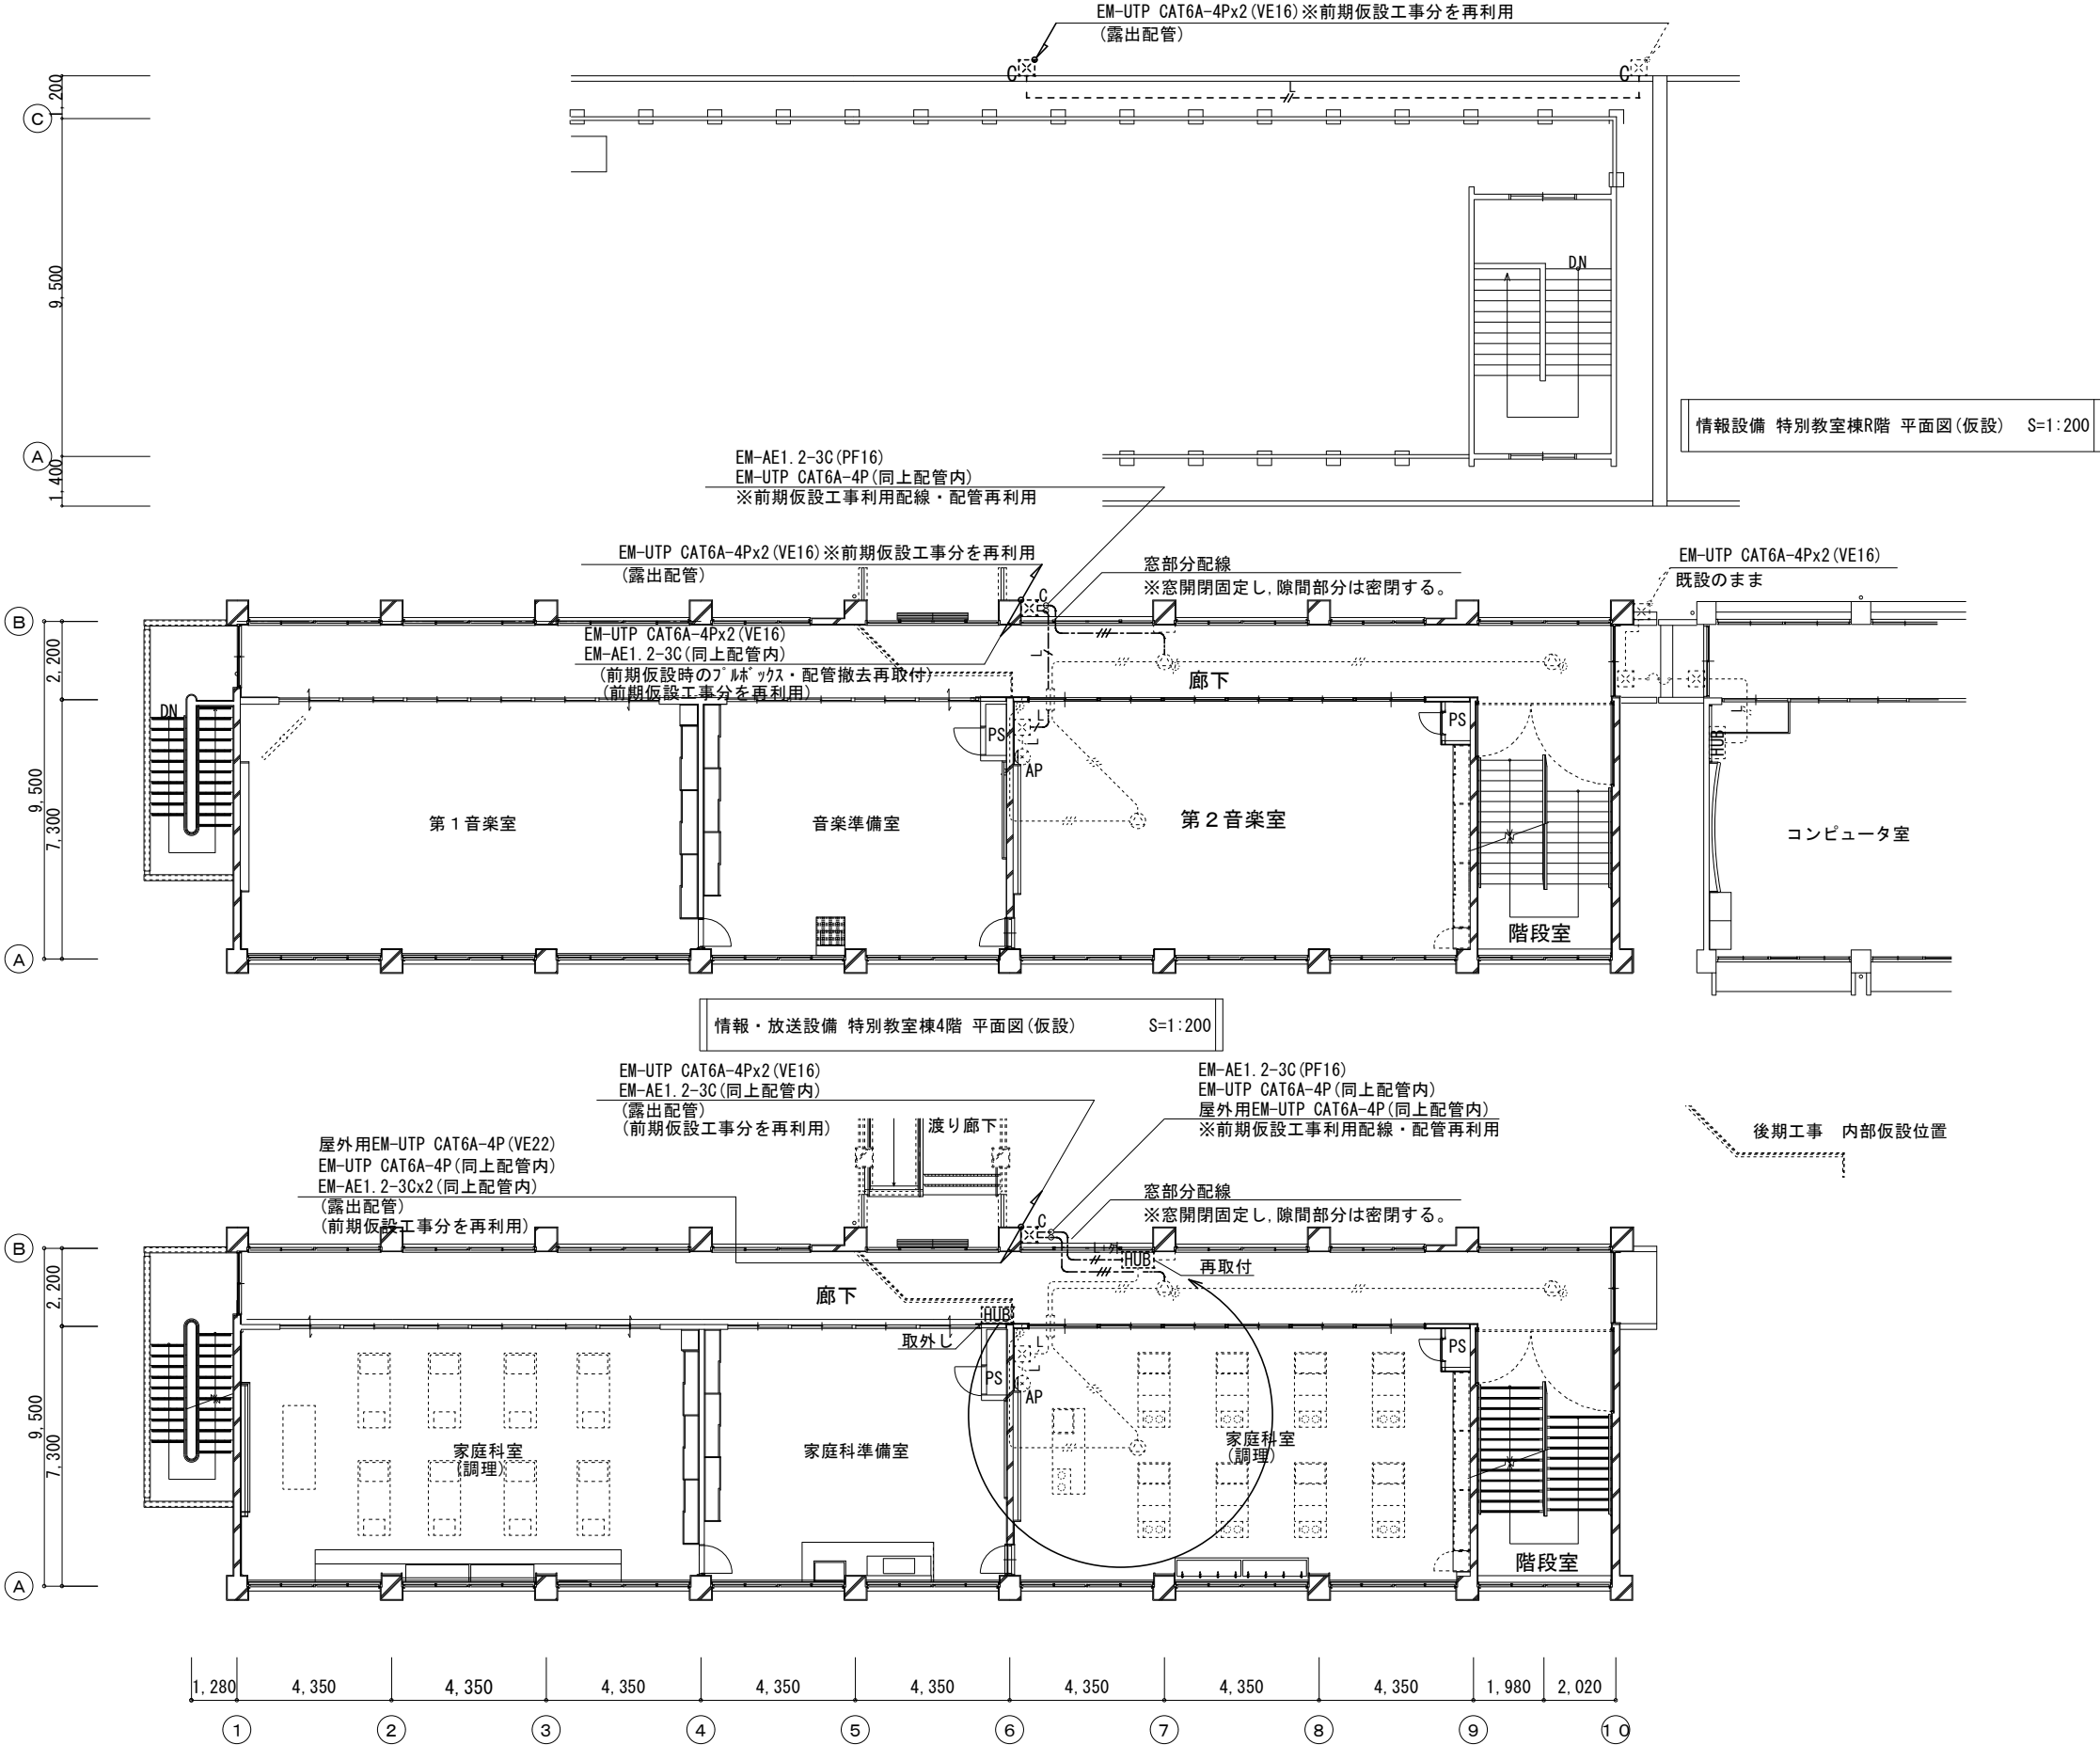 EM-UTP CAT6A-4Px2(VE16)※前期仮設工事分を再利用
(露出配管)
C
C
L
200
C
9,500
A
1,400
DN
情報設備 特別教室棟R階 平面図(仮設) S=1:200
EM-AE1.2-3C(PF16)
EM-UTP CAT6A-4P(同上配管内)
※前期仮設工事利用配線・配管再利用
EM-UTP CAT6A-4Px2(VE16)※前期仮設工事分を再利用
(露出配管)
窓部分配線
※窓開閉固定し,隙間部分は密閉する。
EM-UTP CAT6A-4Px2(VE16)
既設のまま
B
C
EM-UTP CAT6A-4Px2(VE16)
EM-AE1.2-3C(同上配管内)
(前期仮設時のプルボックス・配管撤去再取付)
(前期仮設工事分を再利用)
L
廊下
2,200
9,500
7,300
DN
PS
L
L
AP
PS
L
HUB
第1音楽室
音楽準備室
第2音楽室
コンピュータ室
階段室
A
情報・放送設備 特別教室棟4階 平面図(仮設) S=1:200
EM-UTP CAT6A-4Px2(VE16)
EM-AE1.2-3C(同上配管内)
(露出配管)
(前期仮設工事分を再利用)
EM-AE1.2-3C(PF16)
EM-UTP CAT6A-4P(同上配管内)
屋外用EM-UTP CAT6A-4P(同上配管内)
※前期仮設工事利用配線・配管再利用
渡り廊下
後期工事 内部仮設位置
屋外用EM-UTP CAT6A-4P(VE22)
EM-UTP CAT6A-4P(同上配管内)
EM-AE1.2-3Cx2(同上配管内)
(露出配管)
(前期仮設工事分を再利用)
窓部分配線
※窓開閉固定し,隙間部分は密閉する。
B
C
L+外
HUB
再取付
廊下
HUB
取外し
2,200
9,500
7,300
PS
L
L
AP
PS
家庭科室
(調理)
家庭科準備室
家庭科室
(調理)
階段室
A
1,280
4,350
4,350
4,350
4,350
4,350
4,350
4,350
4,350
1,980
2,020
1
2
3
4
5
6
7
8
9
10